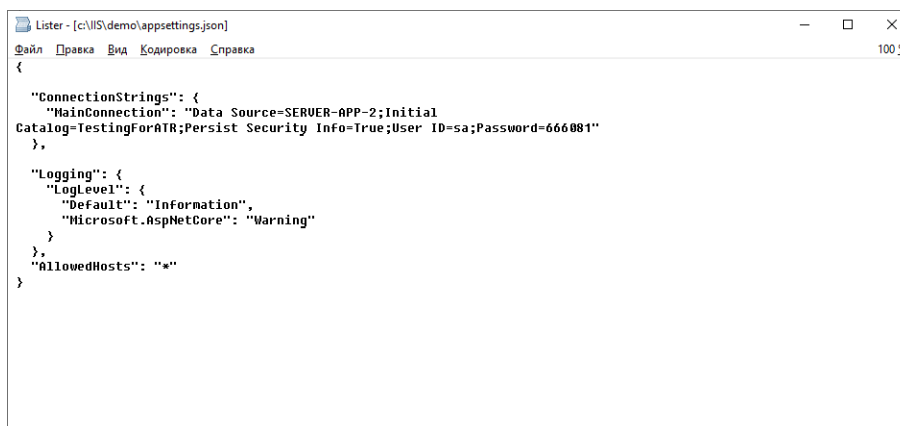 Lister - [c:\IIS\demo\appsettings.json]
Файл Правка Вид Кодировка Справка 100 %
{
"ConnectionStrings": {
"MainConnection": "Data Source=SERVER-APP-2;Initial
Catalog=TestingForATR;Persist Security Info=True;User ID=sa;Password=666081"
},
"Logging": {
"LogLevel": {
"Default": "Information",
"Microsoft.AspNetCore": "Warning"
}
},
"AllowedHosts": "*"
}